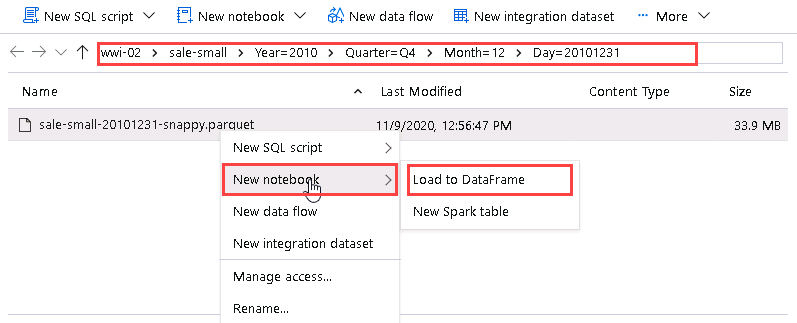 New SQL script New notebook New data flow New integration dataset ··· More
wwi-02 > sale-small > Year=2010 > Quarter=Q4 > Month=12 > Day=20101231
Name Last Modified Content Type Size
sale-small-20101231-snappy.parquet 11/9/2020, 12:56:47 PM 33.9 MB
New SQL script
New notebook Load to DataFrame
New data flow New Spark table
New integration dataset
Manage access...
Rename...